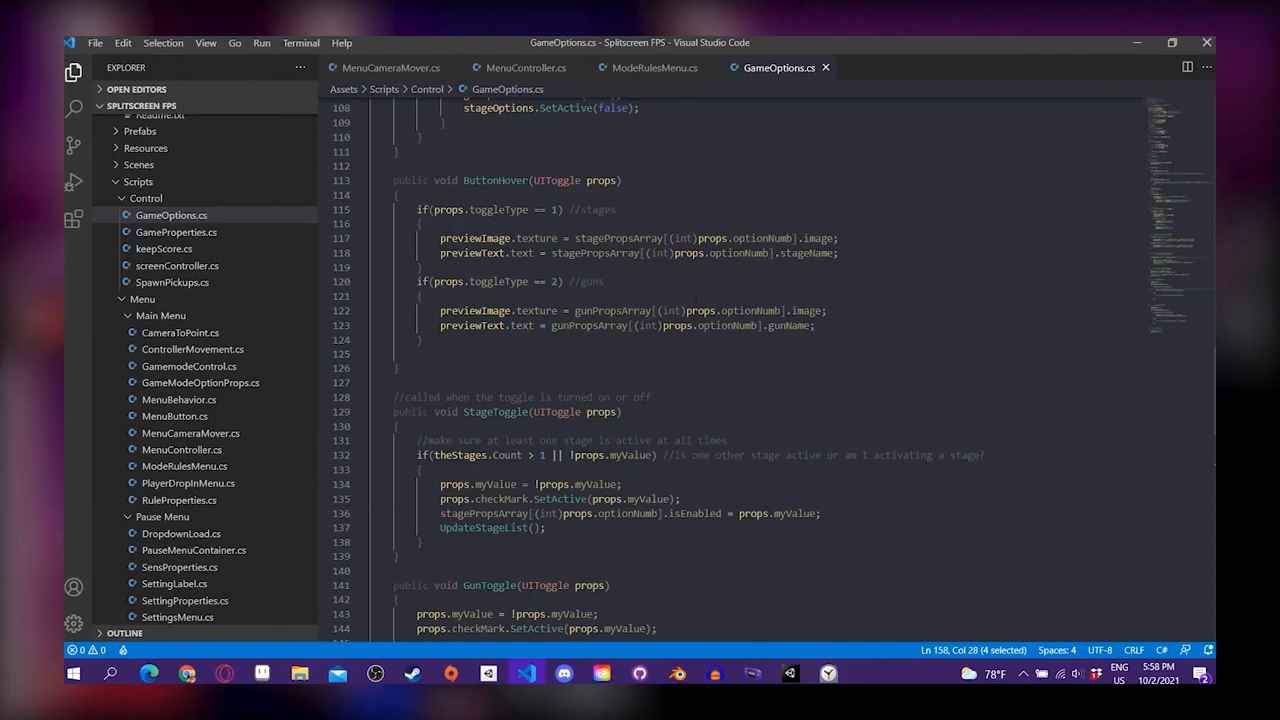 File Edit Selection View Go Run Terminal Help
GameOptions.cs - Splitscreen FPS - Visual Studio Code
EXPLORER
MenuCameraMover.cs MenuController.cs ModeRulesMenu.cs GameOptions.cs
OPEN EDITORS
SPLITSCREEN FPS
Readme.txt
Prefabs
Resources
Scenes
Scripts
Control
GameOptions.cs
GameProperties.cs
keepScore.cs
screenController.cs
SpawnPickups.cs
Menu
Main Menu
CameraToPoint.cs
ControllerMovement.cs
GamemodeControl.cs
GameModeOptionProps.cs
MenuBehavior.cs
MenuButton.cs
MenuCameraMover.cs
MenuController.cs
ModeRulesMenu.cs
PlayerDropInMenu.cs
RuleProperties.cs
Pause Menu
DropdownLoad.cs
PauseMenuContainer.cs
SensProperties.cs
SettingLabel.cs
SettingProperties.cs
SettingsMenu.cs
OUTLINE
Assets > Scripts > Control > GameOptions.cs
108 stageOptions.SetActive(false);
109 }
110 }
111 }
112
113 public void ButtonHover(UIToggle props)
114 {
115 if(props.toggleType == 1) //stages
116 {
117 previewImage.texture = stagePropsArray[(int)props.optionNumb].image;
118 previewText.text = stagePropsArray[(int)props.optionNumb].stageName;
119 }
120 if(props.toggleType == 2) //guns
121 {
122 previewImage.texture = gunPropsArray[(int)props.optionNumb].image;
123 previewText.text = gunPropsArray[(int)props.optionNumb].gunName;
124 }
125
126 }
127
128 //called when the toggle is turned on or off
129 public void StageToggle(UIToggle props)
130 {
131 //make sure at least one stage is active at all times
132 if(theStages.Count > 1 || !props.myValue) //is one other stage active or am I activating a stage?
133 {
134 props.myValue = !props.myValue;
135 props.checkMark.SetActive(props.myValue);
136 stagePropsArray[(int)props.optionNumb].isEnabled = props.myValue;
137 UpdateStageList();
138 }
139 }
140
141 public void GunToggle(UIToggle props)
142 {
143 props.myValue = !props.myValue;
144 props.checkMark.SetActive(props.myValue);
0 0
Ln 158, Col 28 (4 selected) Spaces: 4 UTF-8 CRLF C#
78°F
ENG
US
5:58 PM
10/2/2021
2